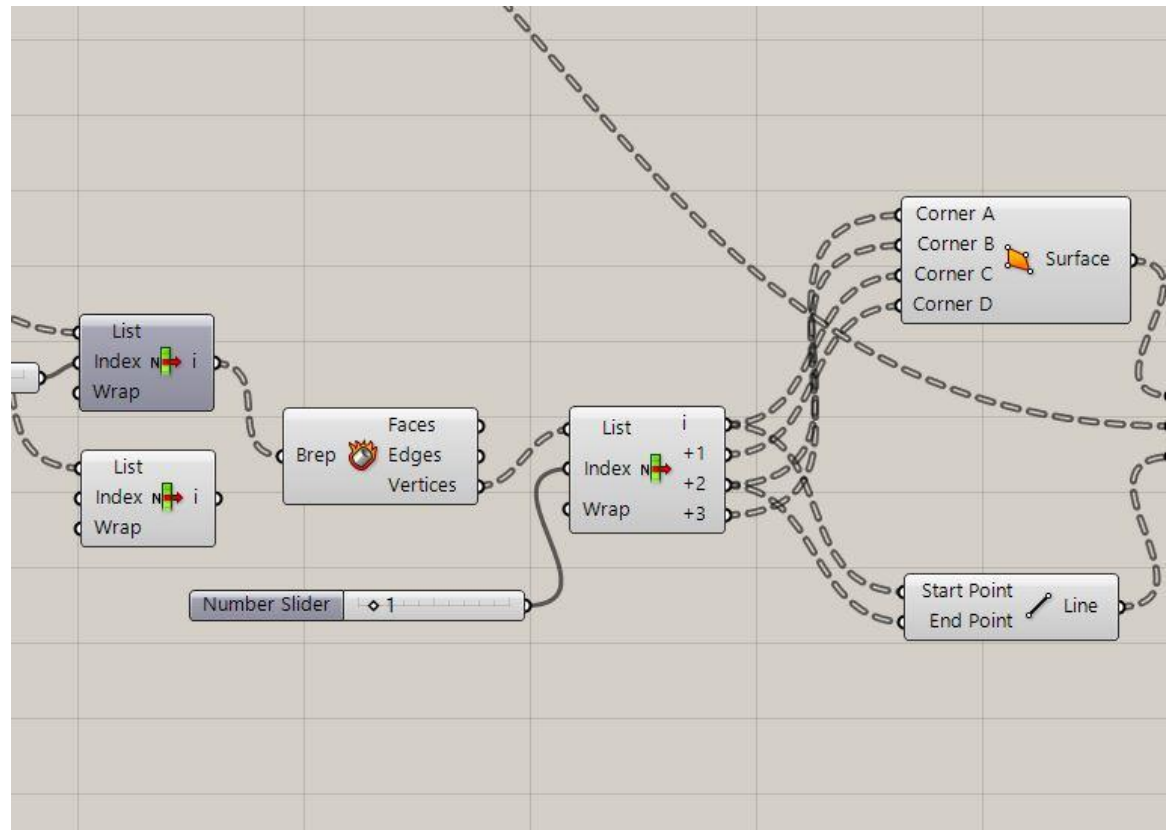 List
Index N i
Wrap
List
Index N i
Wrap
Brep
Faces
Edges
Vertices
Number Slider 1
List i
+1
Index N +2
Wrap +3
Corner A
Corner B
Corner C
Corner D
Surface
Start Point
End Point
Line